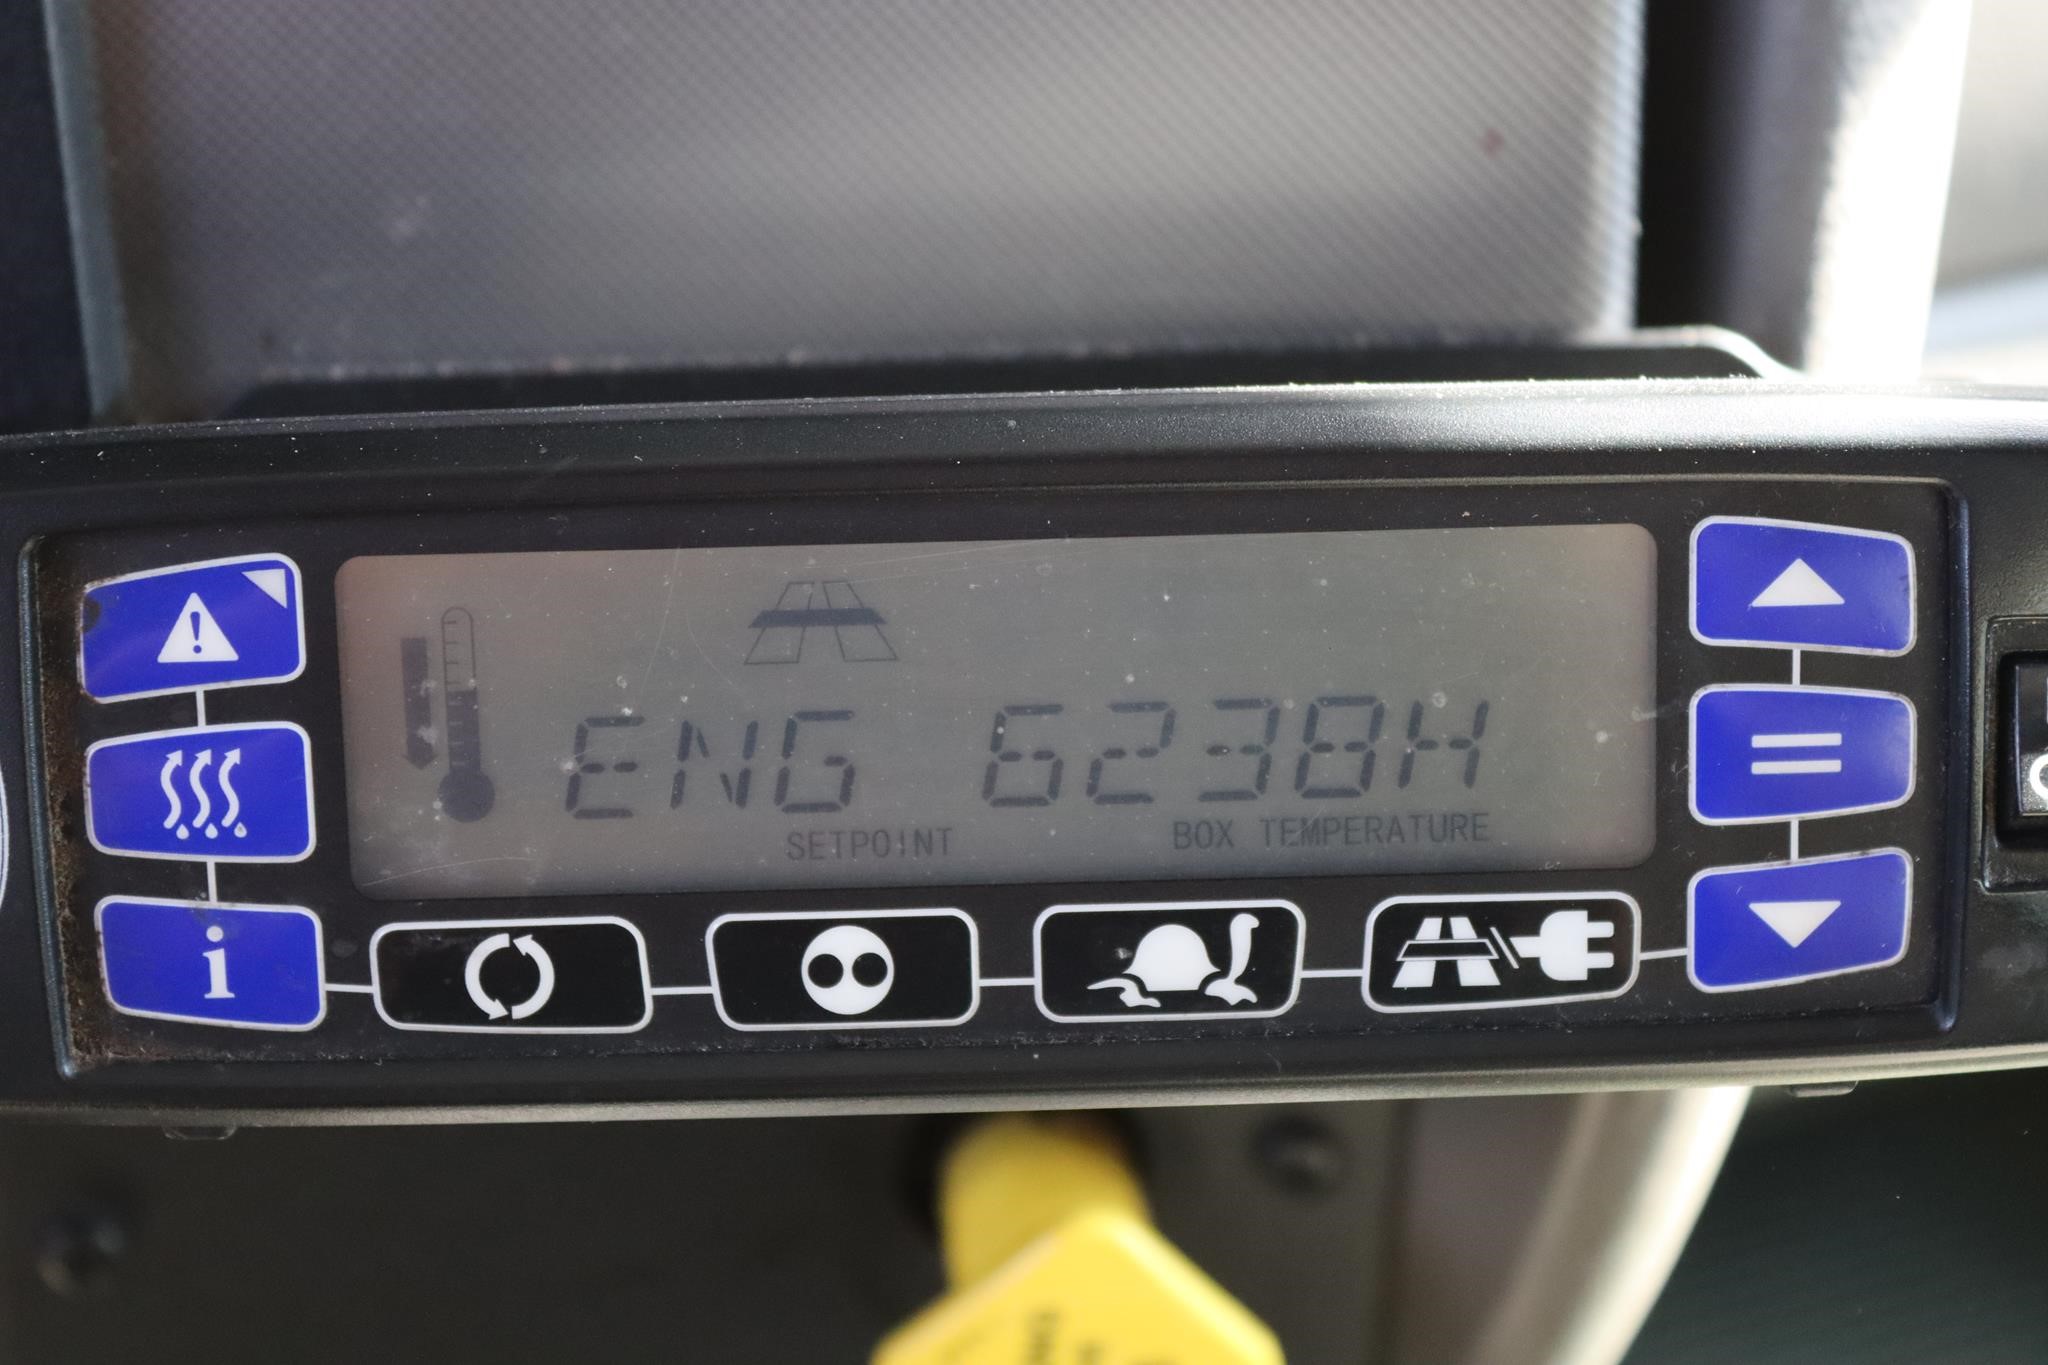 ENG 6238H
SETPOINT BOX TEMPERATURE
i